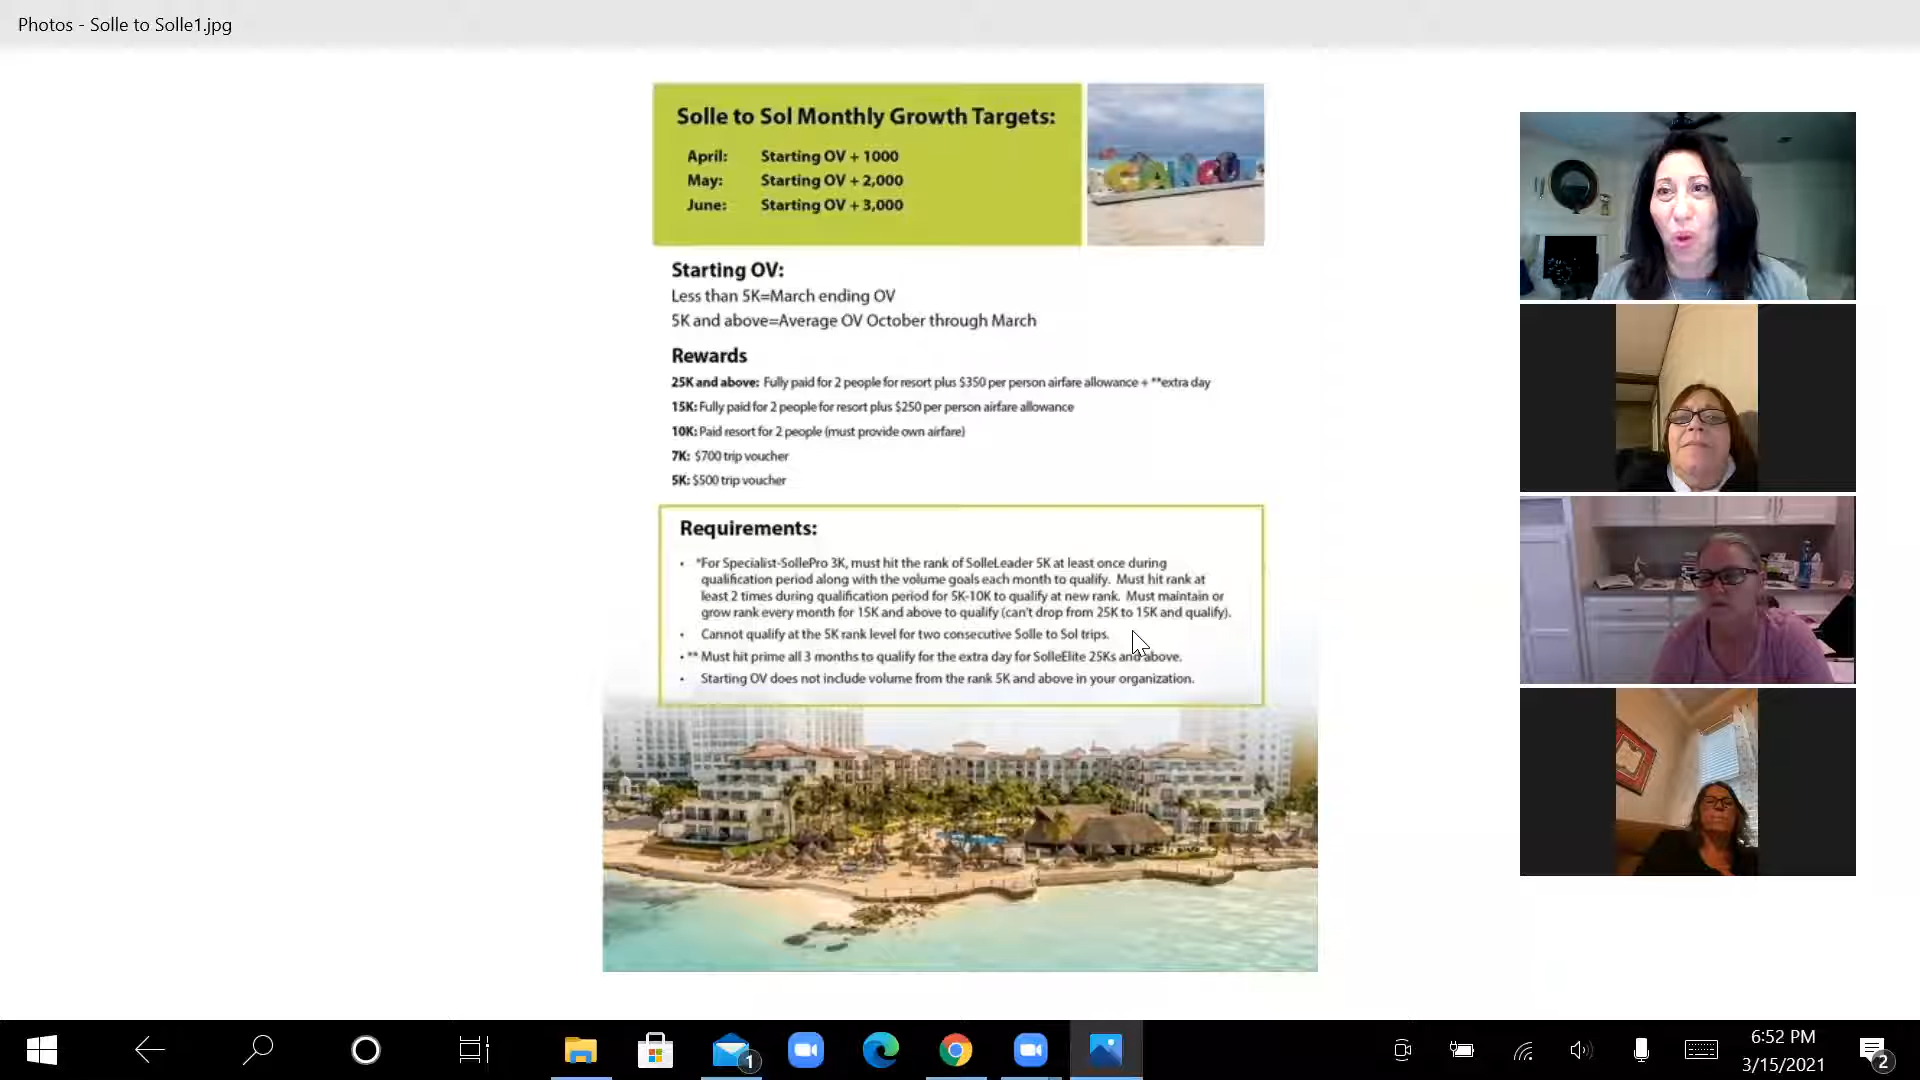 Photos - Solle to Solle1.jpg
Solle to Sol Monthly Growth Targets:
April: Starting OV + 1000
May: Starting OV + 2,000
June: Starting OV + 3,000
CANCU
Starting OV:
Less than 5K=March ending OV
5K and above=Average OV October through March
Rewards
25K and above: Fully paid for 2 people for resort plus $350 per person airfare allowance + **extra day
15K: Fully paid for 2 people for resort plus $250 per person airfare allowance
10K: Paid resort for 2 people (must provide own airfare)
7K: $700 trip voucher
5K: $500 trip voucher
Requirements:
• *For Specialist-SollePro 3K, must hit the rank of SolleLeader 5K at least once during
qualification period along with the volume goals each month to qualify. Must hit rank at
least 2 times during qualification period for 5K-10K to qualify at new rank. Must maintain or
grow rank every month for 15K and above to qualify (can't drop from 25K to 15K and qualify).
• Cannot qualify at the 5K rank level for two consecutive Solle to Sol trips.
• ** Must hit prime all 3 months to qualify for the extra day for SolleElite 25Ks and above.
• Starting OV does not include volume from the rank 5K and above in your organization.
1
6:52 PM
3/15/2021
2